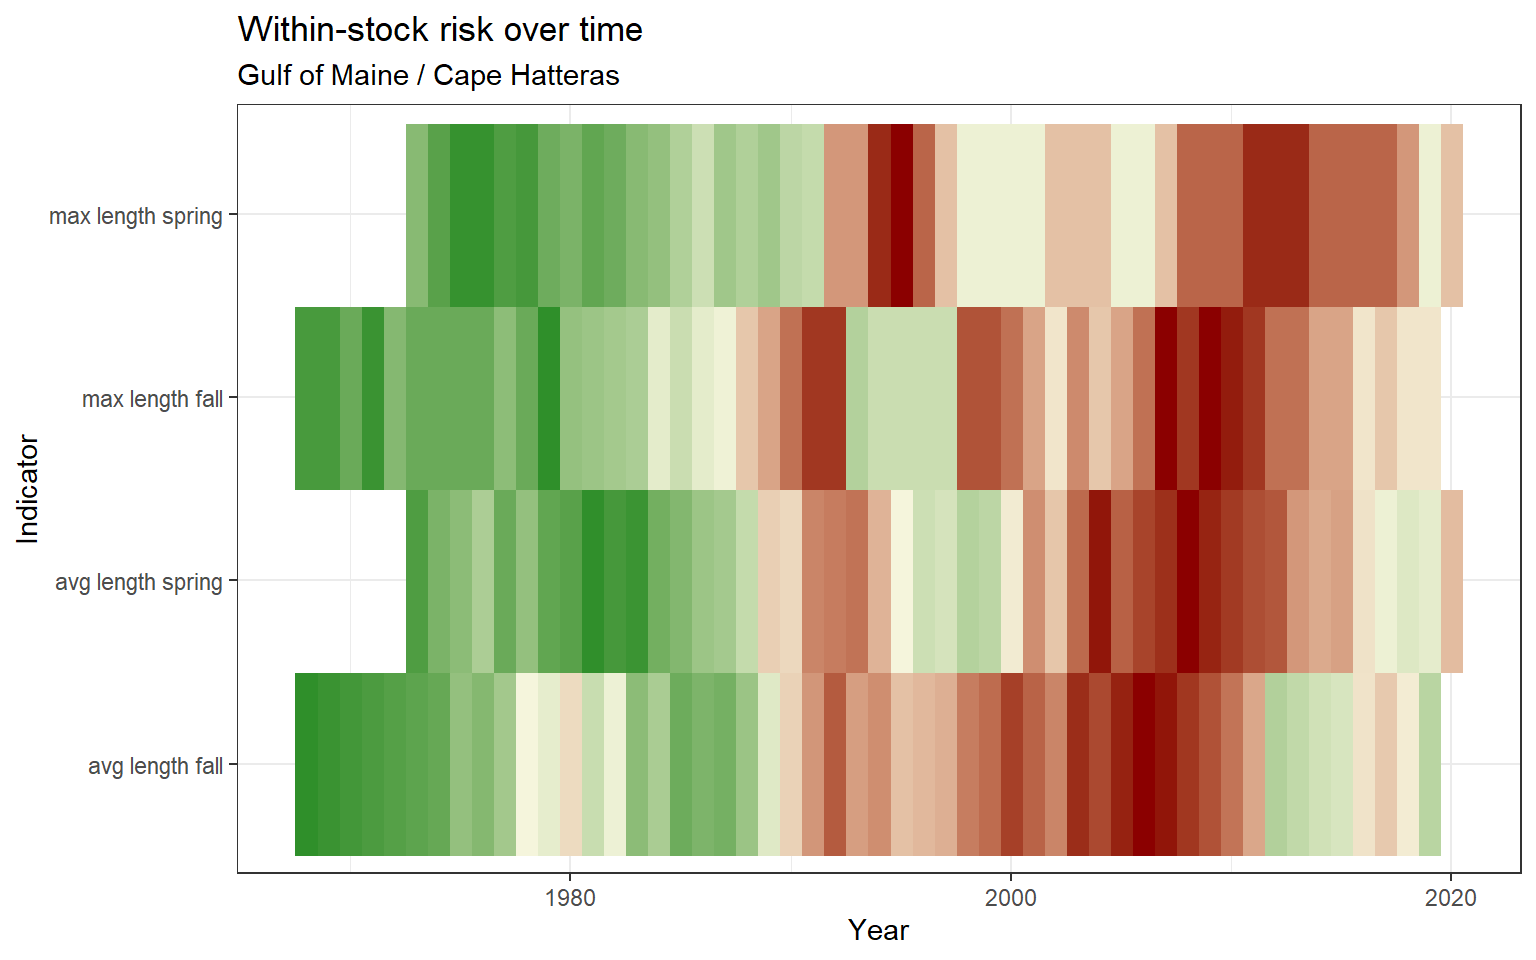 Within-stock risk over time
Gulf of Maine / Cape Hatteras
max length spring
max length fall
avg length spring
avg length fall
Indicator
1980
2000
2020
Year